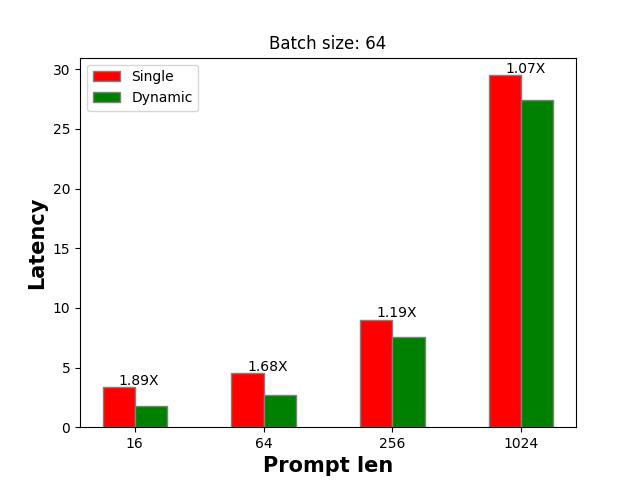 Batch size: 64
Single
Dynamic
30
25
20
15
10
5
0
Latency
1.89X
1.68X
1.19X
1.07X
16
64
256
1024
Prompt len